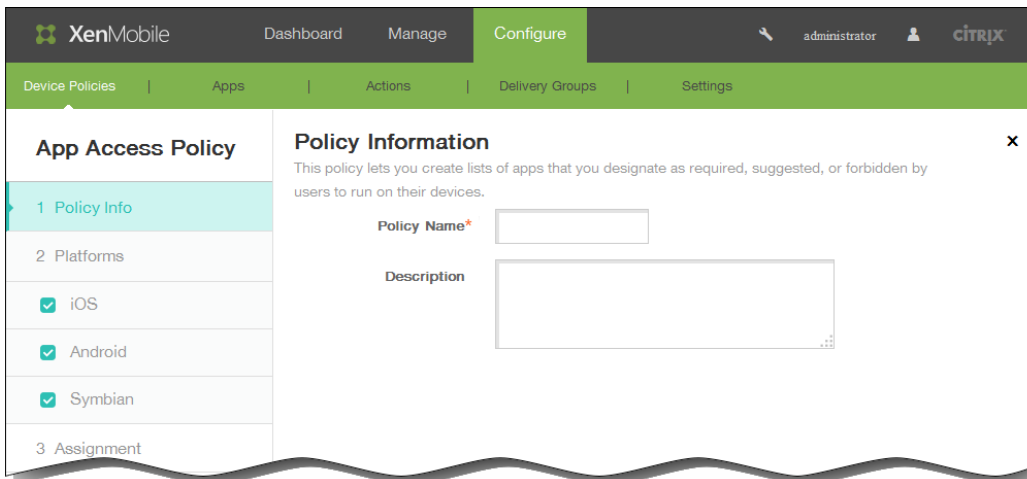 XenMobile Dashboard Manage Configure administrator CITRIX
Device Policies | Apps | Actions | Delivery Groups | Settings
App Access Policy
1 Policy Info
2 Platforms
iOS
Android
Symbian
3 Assignment
Policy Information x
This policy lets you create lists of apps that you designate as required, suggested, or forbidden by
users to run on their devices.
Policy Name*
Description